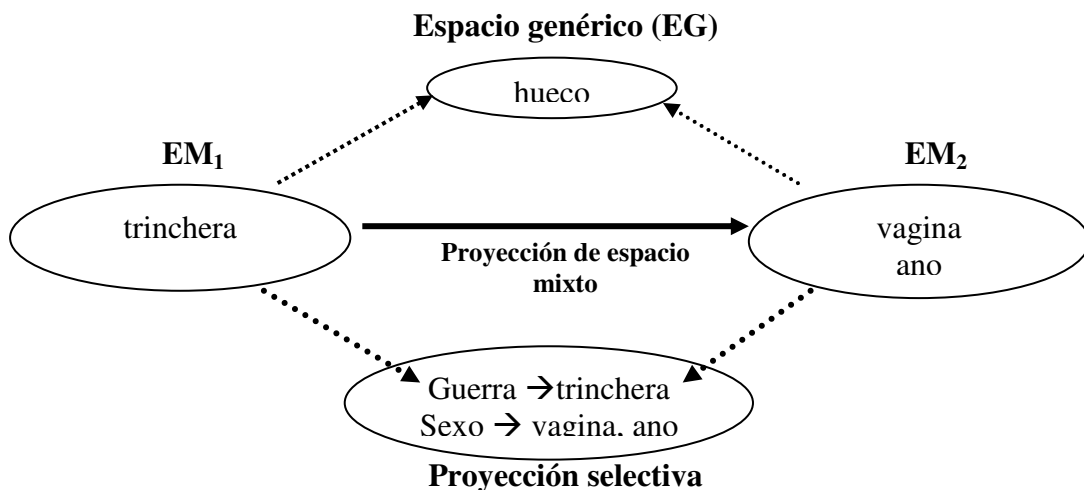 Espacio genérico (EG)
hueco
EM₁
EM₂
trinchera
vagina
ano
Proyección de espacio
mixto
Guerra →trinchera
Sexo → vagina, ano
Proyección selectiva